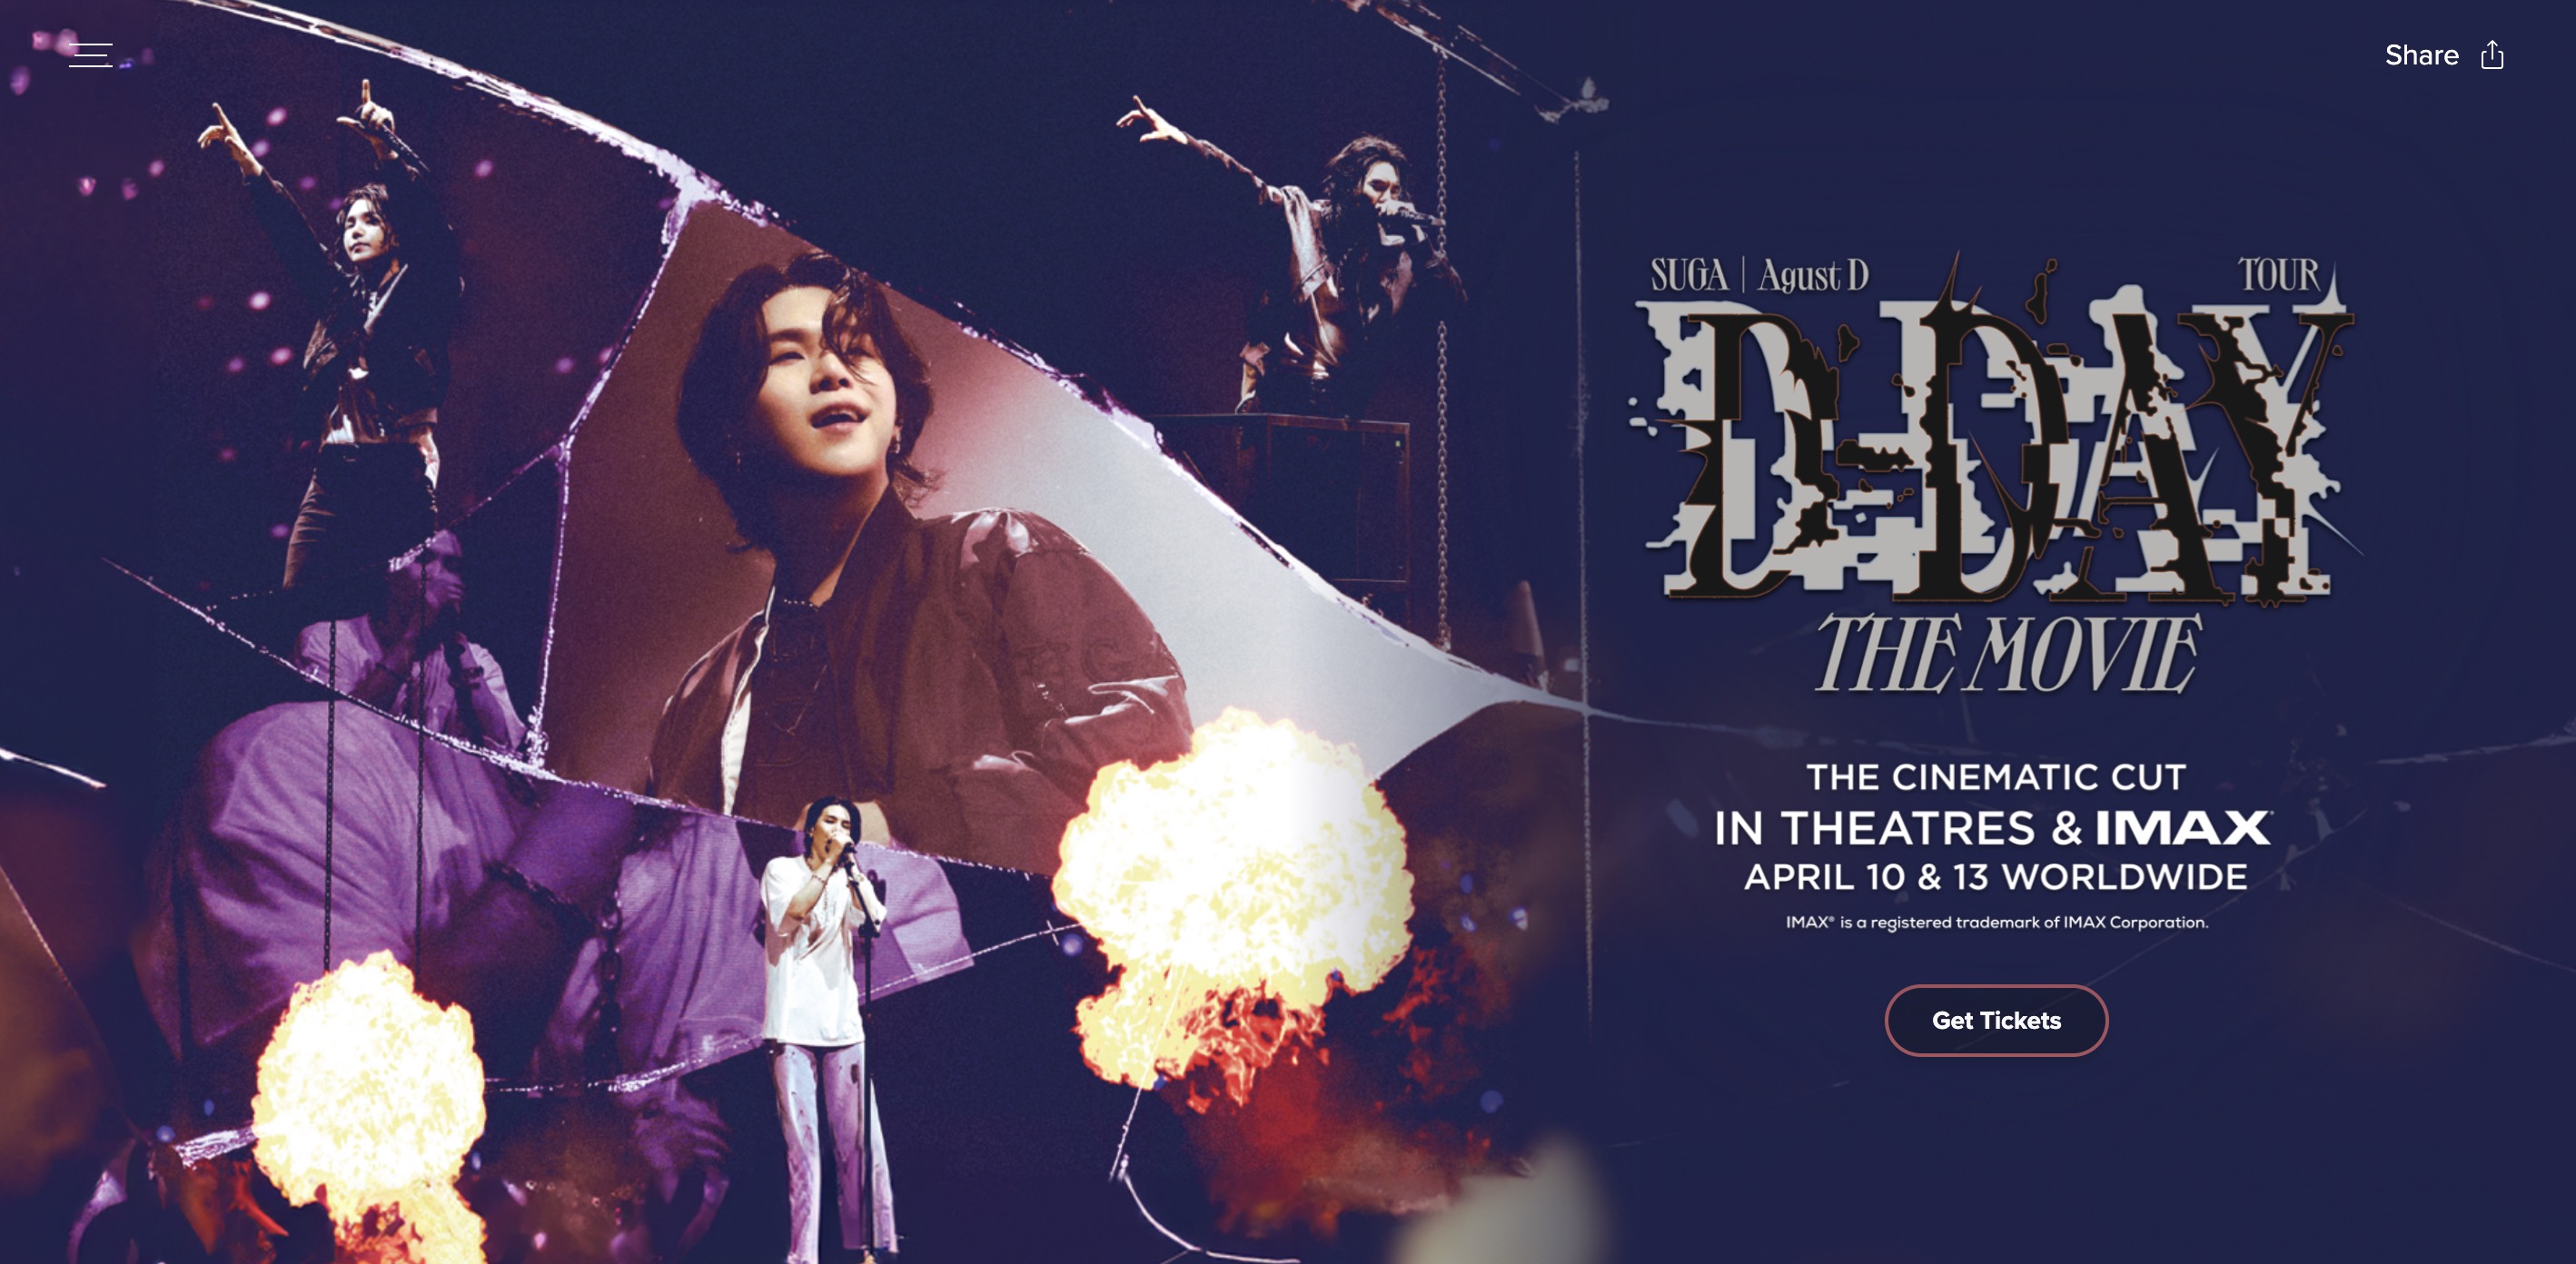 Share
SUGA | Agust D TOUR
D-DAY
THE MOVIE
THE CINEMATIC CUT
IN THEATRES & IMAX®
APRIL 10 & 13 WORLDWIDE
IMAX® is a registered trademark of IMAX Corporation.
Get Tickets